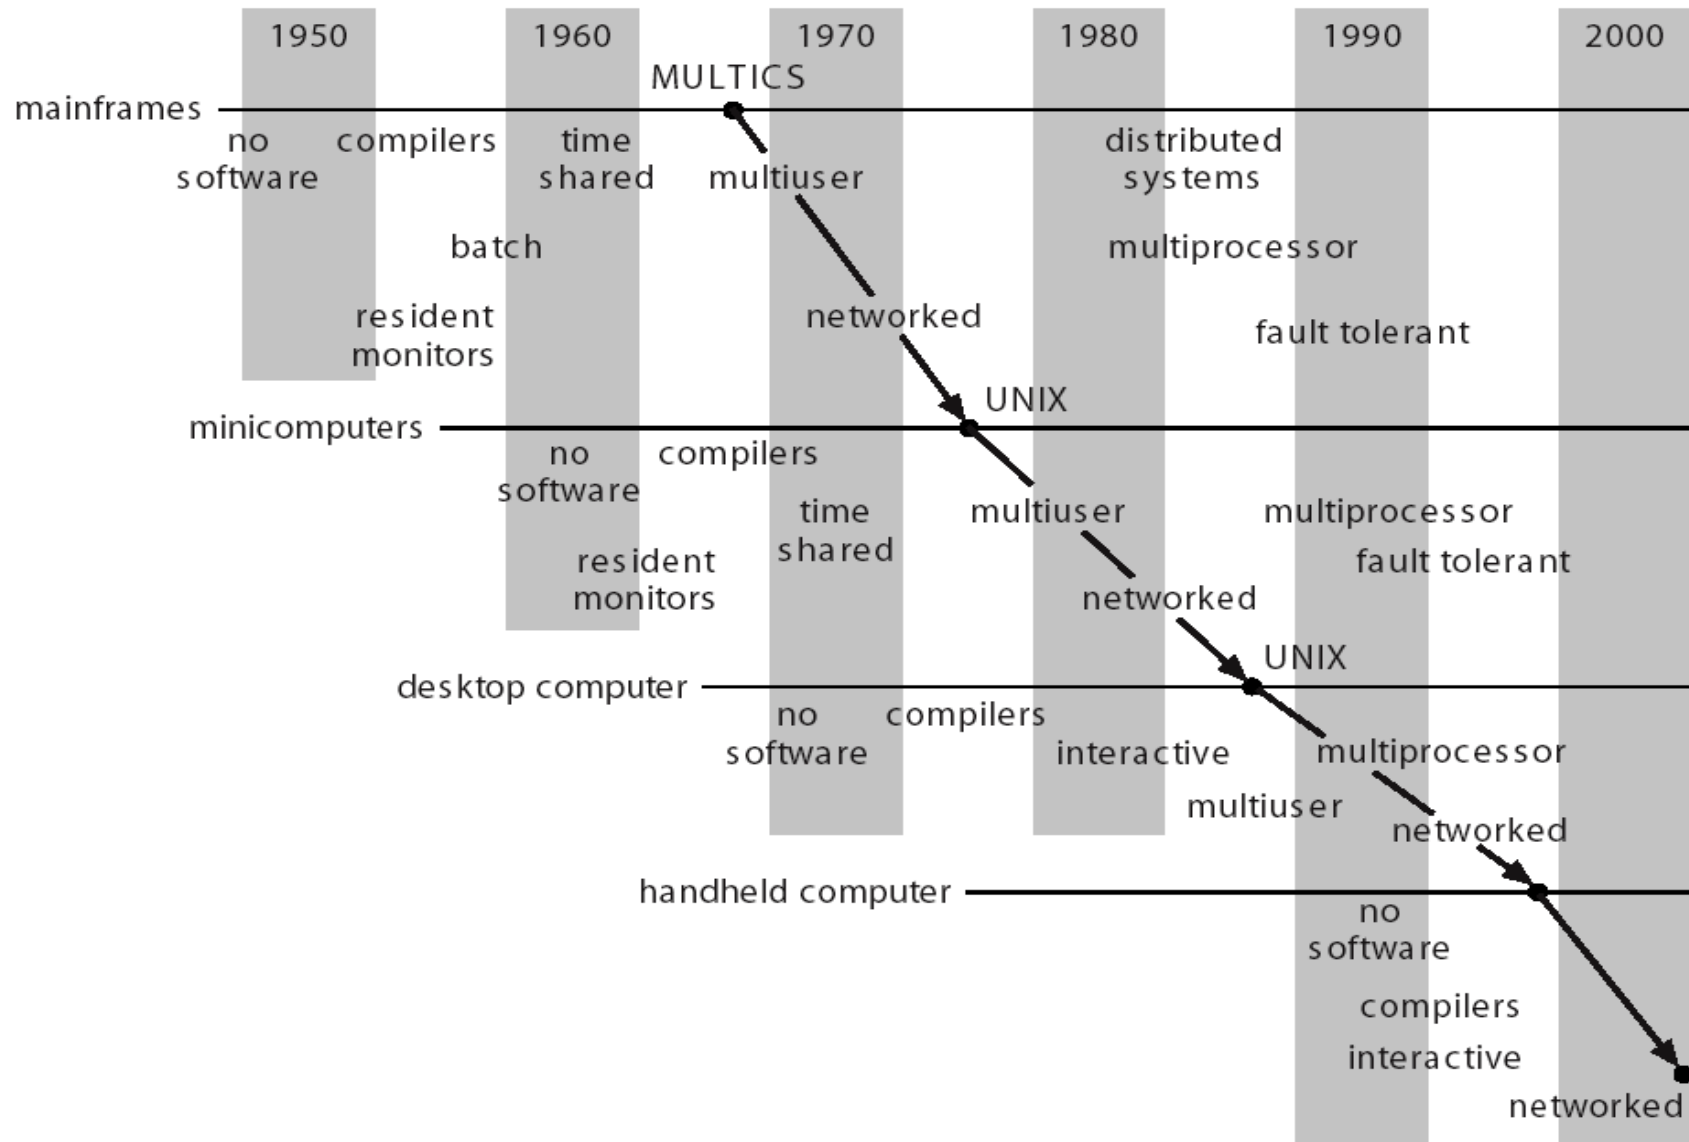 1950 1960 1970 1980 1990 2000
MULTICS
mainframes
no compilers time distributed
software shared multiuser systems
batch multiprocessor
resident networked fault tolerant
monitors
UNIX
minicomputers
no compilers
software
time multiuser multiprocessor
shared
resident fault tolerant
monitors networked
UNIX
desktop computer
no compilers
software interactive multiprocessor
multiuser
networked
handheld computer
no
software
compilers
interactive
networked